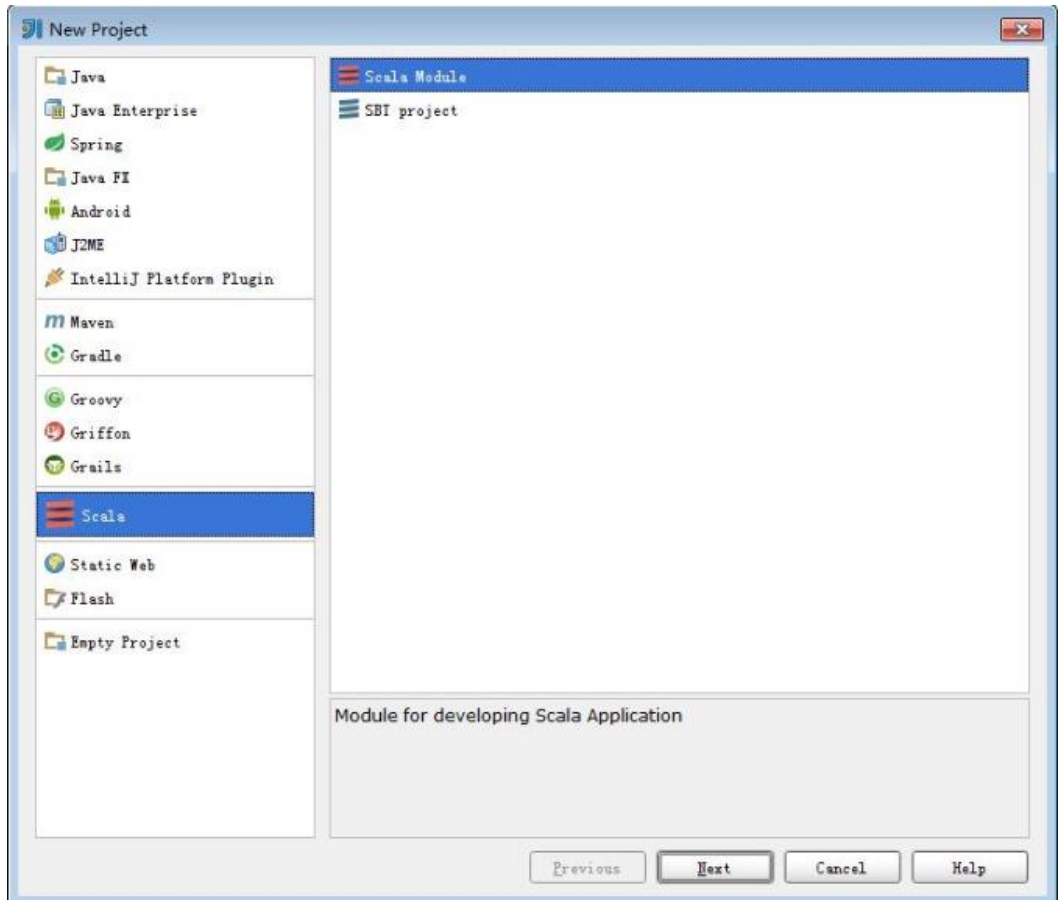 New Project
Java
Java Enterprise
Spring
Java FX
Android
J2ME
IntelliJ Platform Plugin
Maven
Gradle
Groovy
Griffon
Grails
Scala
Static Web
Flash
Empty Project
Scala Module
SBT project
Module for developing Scala Application
Previous
Next
Cancel
Help